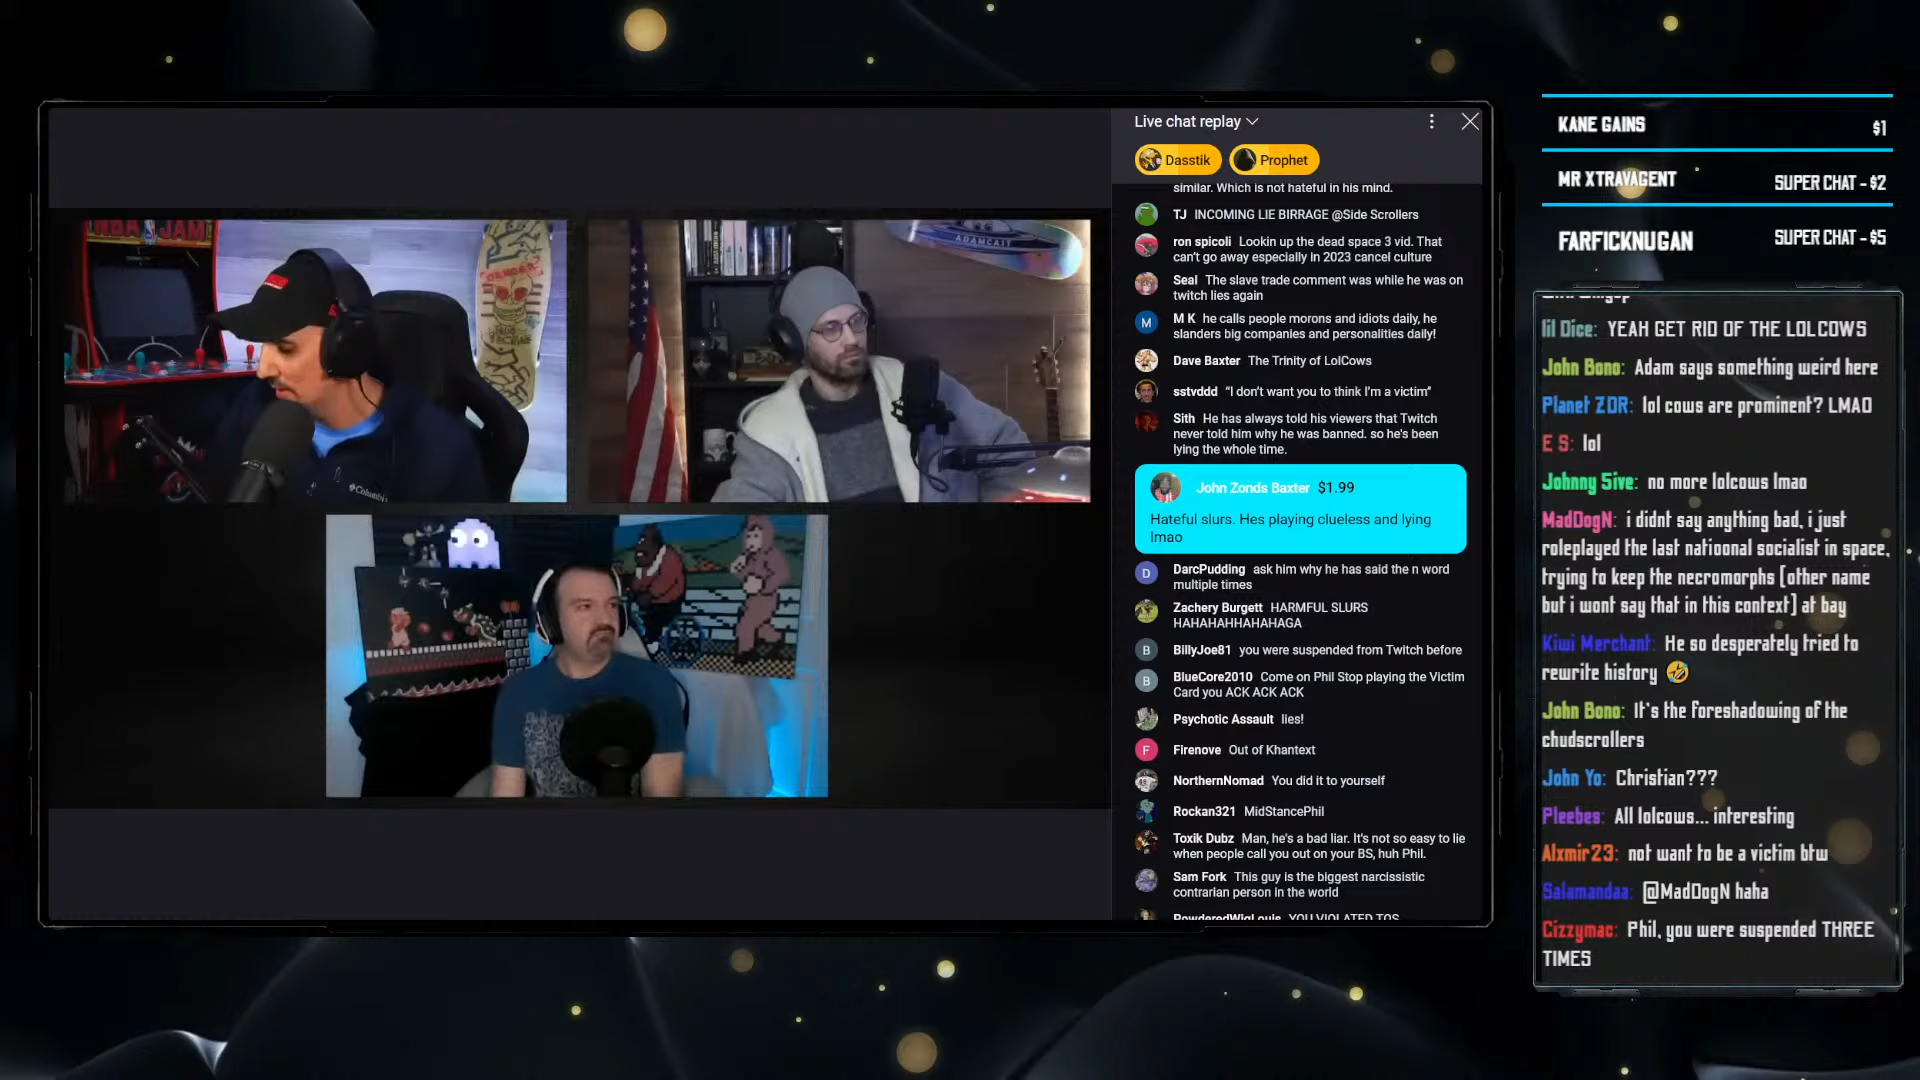 NBA JAM
DANGER
Columbia
ADAMCAIT
Live chat replay
Dasstik
Prophet
similar. Which is not hateful in his mind.
TJ INCOMING LIE BIRRAGE @Side Scrollers
ron spicoli Lookin up the dead space 3 vid. That
can't go away especially in 2023 cancel culture
Seal The slave trade comment was while he was on
twitch lies again
M
M K he calls people morons and idiots daily, he
slanders big companies and personalities daily!
Dave Baxter The Trinity of LolCows
sstvddd “I don't want you to think I'm a victim”
Sith He has always told his viewers that Twitch
never told him why he was banned. so he's been
lying the whole time.
John Zonds Baxter $1.99
Hateful slurs. Hes playing clueless and lying
lmao
D
DarcPudding ask him why he has said the n word
multiple times
Zachery Burgett HARMFUL SLURS
HAHAHAHHAHAHAGA
B
BillyJoe81 you were suspended from Twitch before
B
BlueCore2010 Come on Phil Stop playing the Victim
Card you ACK ACK ACK
Psychotic Assault lies!
F
Firenove Out of Khantext
NorthernNomad You did it to yourself
Rockan321 MidStancePhil
Toxik Dubz Man, he's a bad liar. It's not so easy to lie
when people call you out on your BS, huh Phil.
Sam Fork This guy is the biggest narcissistic
contrarian person in the world
PowderedWigLouis YOU VIOLATED TOS
KANE GAINS $1
MR XTRAVAGENT SUPER CHAT - $2
FARFICKNUGAN SUPER CHAT - $5
lil Dice: YEAH GET RID OF THE LOLCOWS
John Bono: Adam says something weird here
Planet ZDR: lol cows are prominent? LMAO
E S: lol
Johnny 5ive: no more lolcows lmao
MadDogN: i didnt say anything bad, i just
roleplayed the last natioonal socialist in space,
trying to keep the necromorphs [other name
but i wont say that in this context] at bay
Kiwi Merchant: He so desperately tried to
rewrite history 🤣
John Bono: It's the foreshadowing of the
chudscrollers
John Yo: Christian???
Pleebes: All lolcows... interesting
Alxmir23: not want to be a victim btw
Salamandaa: @MadDogN haha
Cizzymac: Phil, you were suspended THREE
TIMES